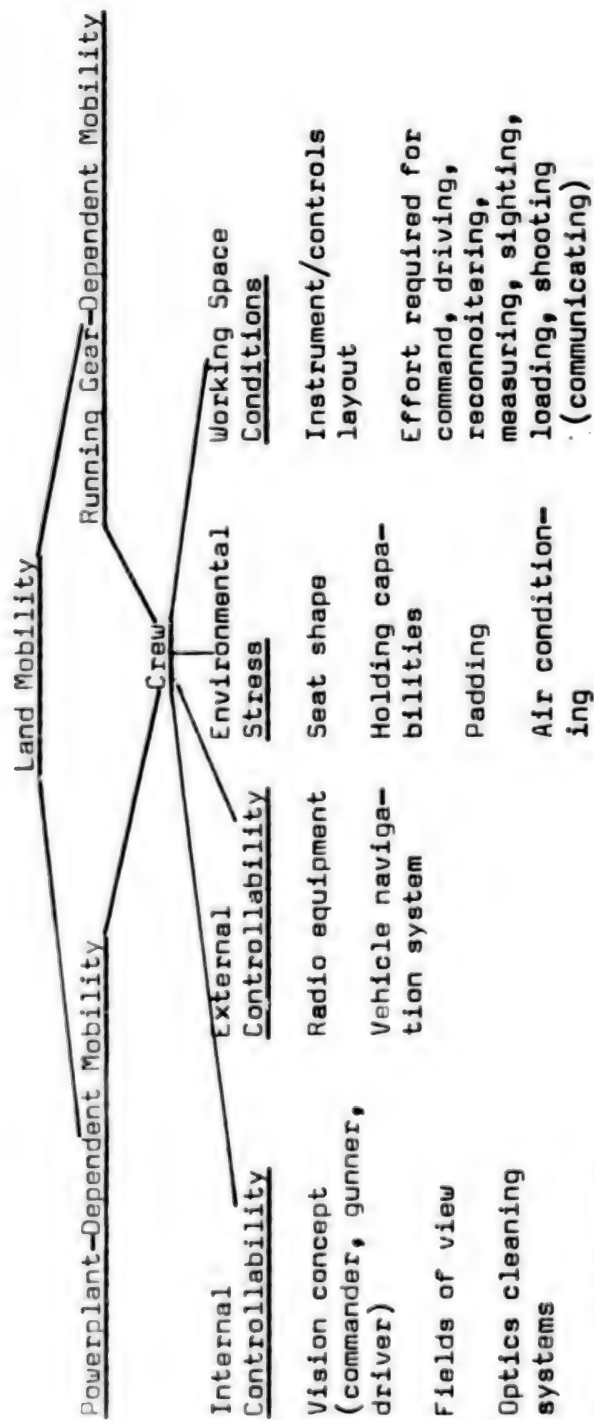 Land Mobility
Powerplant-Dependent Mobility
Running Gear-Dependent Mobility
Crew
Internal
Controllability
Vision concept
(commander, gunner,
driver)
Fields of view
Optics cleaning
systems
External
Controllability
Radio equipment
Vehicle naviga-
tion system
Environmental
Stress
Seat shape
Holding capa-
bilities
Padding
Air condition-
ing
Working Space
Conditions
Instrument/controls
layout
Effort required for
command, driving,
reconnoitering,
measuring, sighting,
loading, shooting
(communicating)